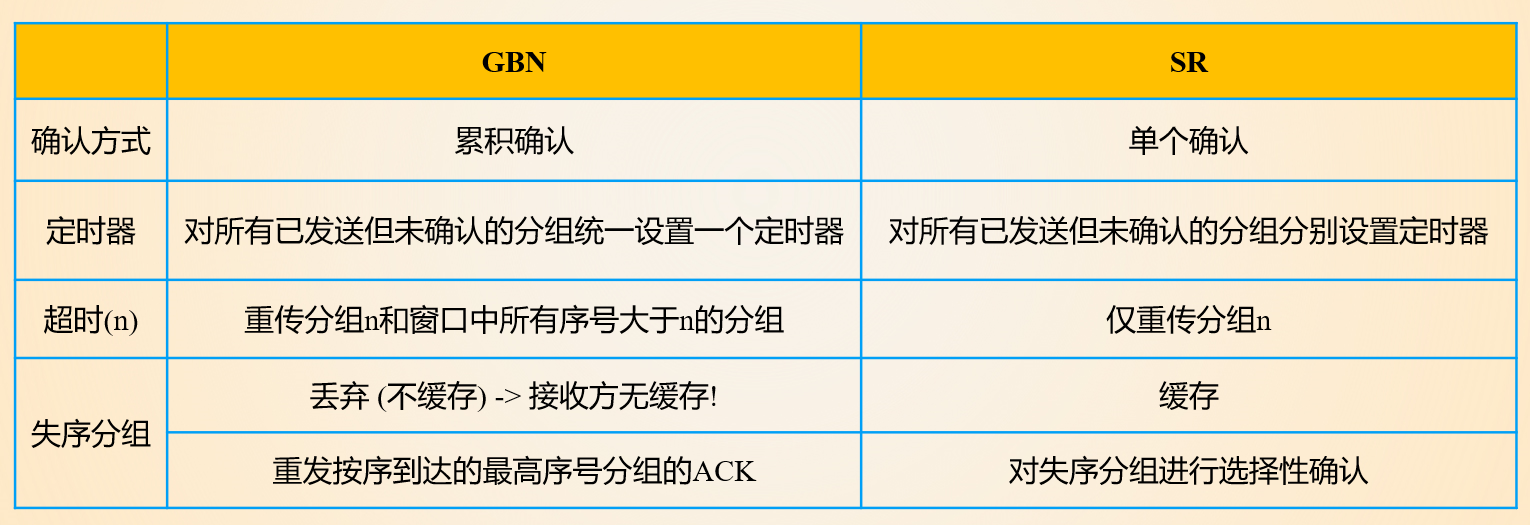 GBN
SR
确认方式
累积确认
单个确认
定时器
对所有已发送但未确认的分组统一设置一个定时器
对所有已发送但未确认的分组分别设置定时器
超时(n)
重传分组n和窗口中所有序号大于n的分组
仅重传分组n
失序分组
丢弃 (不缓存) -> 接收方无缓存!
缓存
重发按序到达的最高序号分组的ACK
对失序分组进行选择性确认